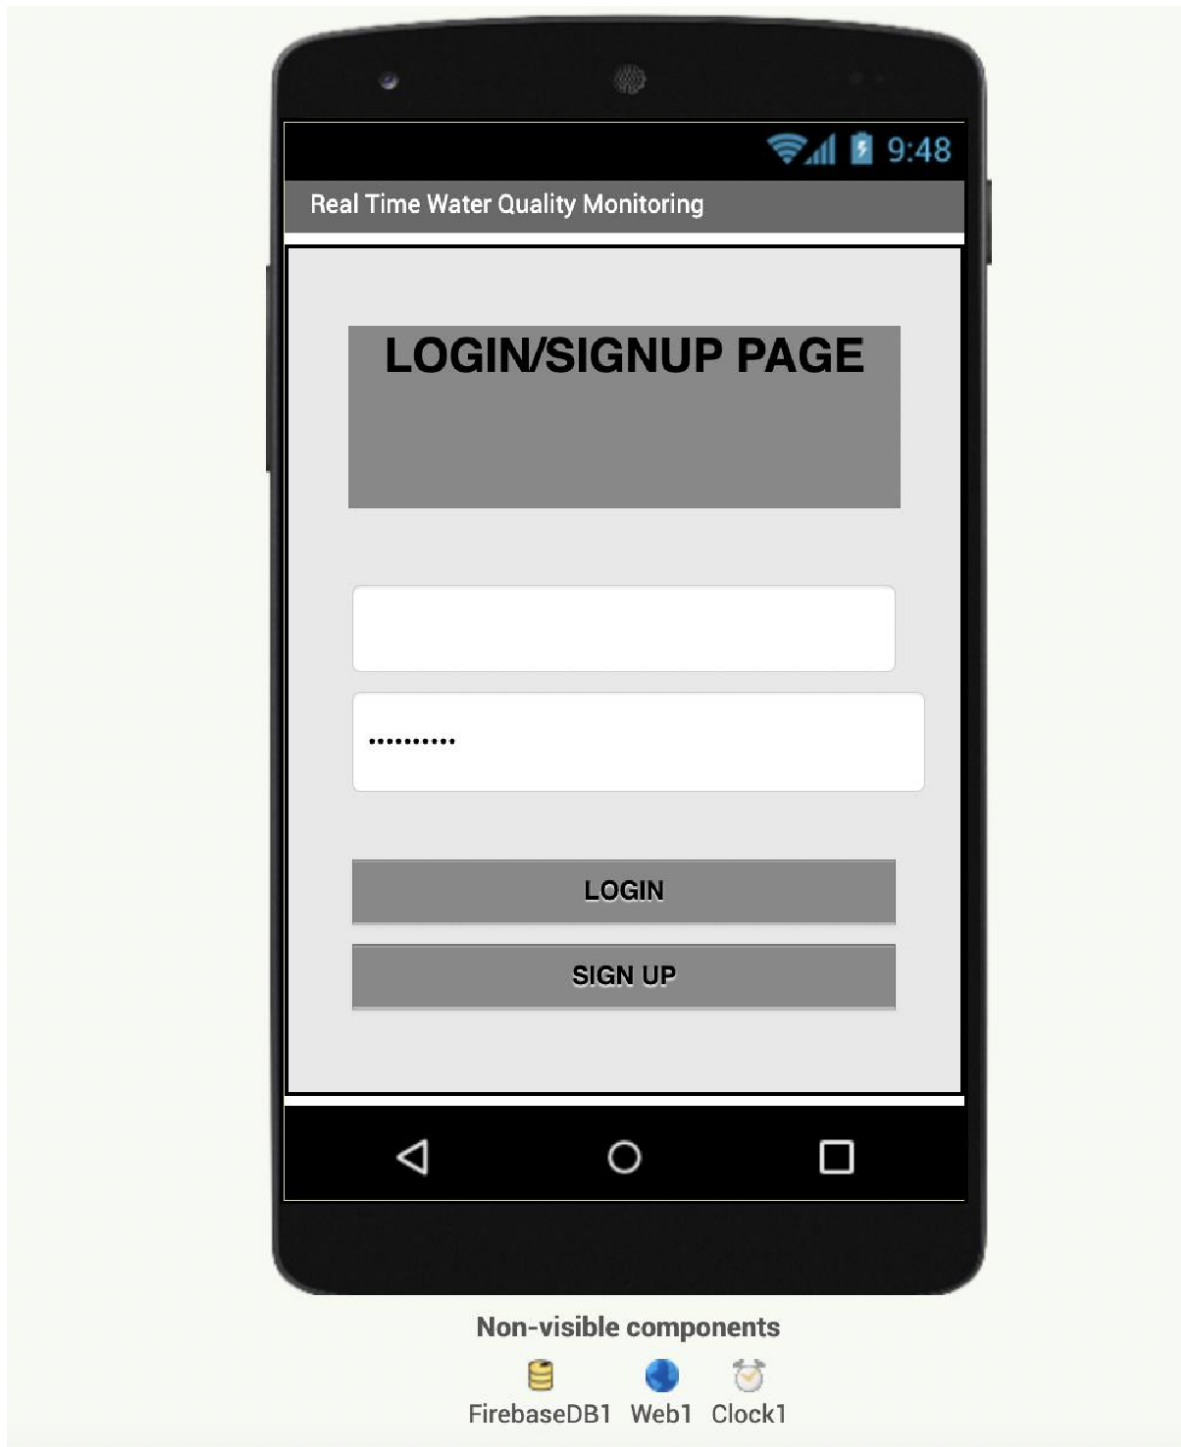 9:48
Real Time Water Quality Monitoring
LOGIN/SIGNUP PAGE
••••••••••
LOGIN
SIGN UP
Non-visible components
FirebaseDB1 Web1 Clock1